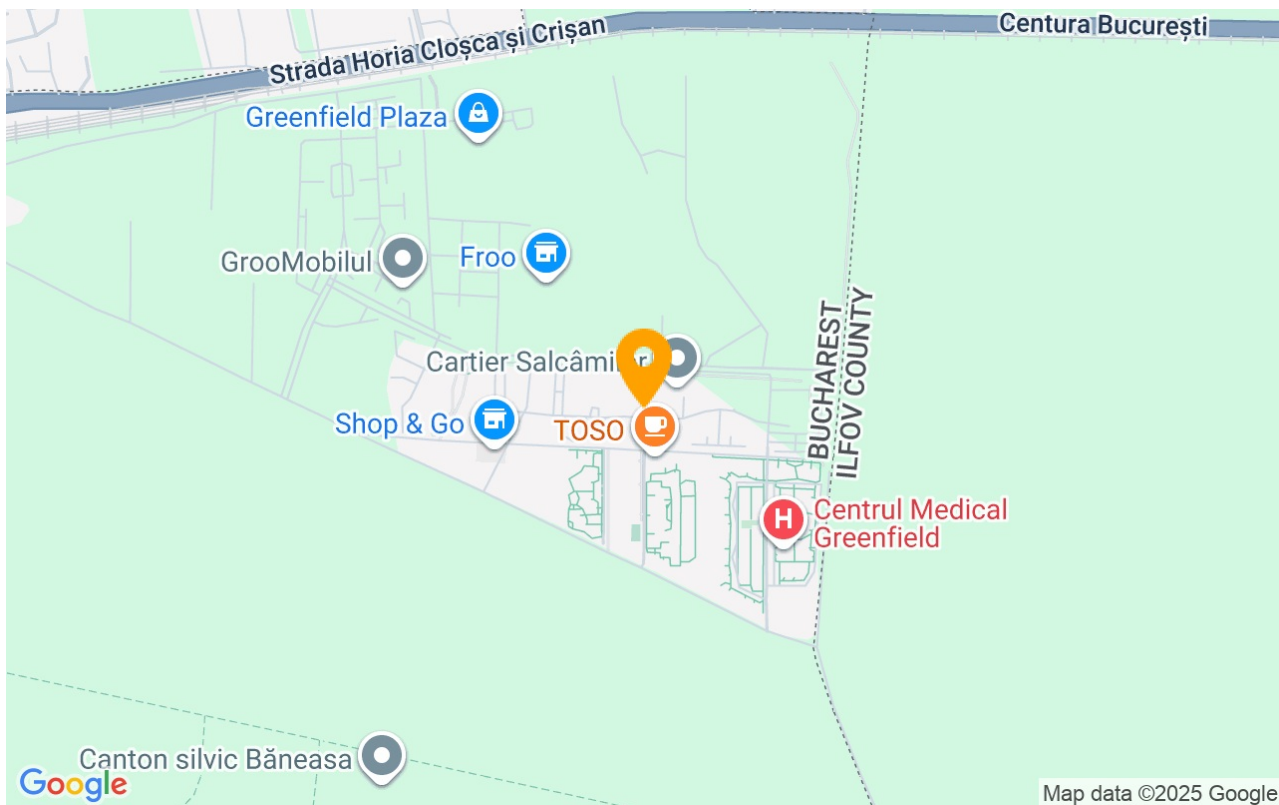 Centura București
Strada Horia Cloșca și Crișan
Greenfield Plaza
GrooMobilul
Froo
BUCHAREST
ILFOV COUNTY
Cartier Salcâmilor
Shop & Go
TOSO
H
Centrul Medical
Greenfield
Canton silvic Băneasa
Google
Map data ©2025 Google